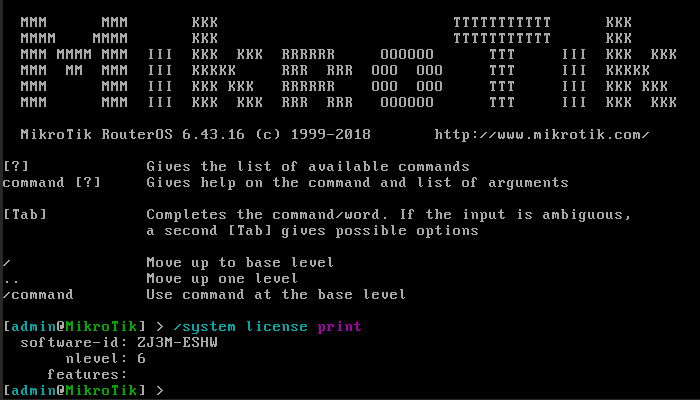 MMM      MMM       KKK                          TTTTTTTTTTT      KKK
MMMM    MMMM       KKK                          TTTTTTTTTTT      KKK
MMM MMMM MMM  III  KKK  KKK  RRRRRR     OOOOOO      TTT     III  KKK  KKK
MMM  MM  MMM  III  KKKKK     RRR  RRR  OOO  OOO     TTT     III  KKKKK
MMM      MMM  III  KKK KKK   RRRRRR    OOO  OOO     TTT     III  KKK KKK
MMM      MMM  III  KKK  KKK  RRR  RRR   OOOOOO      TTT     III  KKK  KKK
MikroTik RouterOS 6.43.16 (c) 1999-2018       http://www.mikrotik.com/
[?]             Gives the list of available commands
command [?]     Gives help on the command and list of arguments
[Tab]           Completes the command/word. If the input is ambiguous,
a second [Tab] gives possible options
/               Move up to base level
..              Move up one level
/command        Use command at the base level
[admin@MikroTik] > /system license print
software-id: ZJ3M-ESHW
nlevel: 6
features:
[admin@MikroTik] >